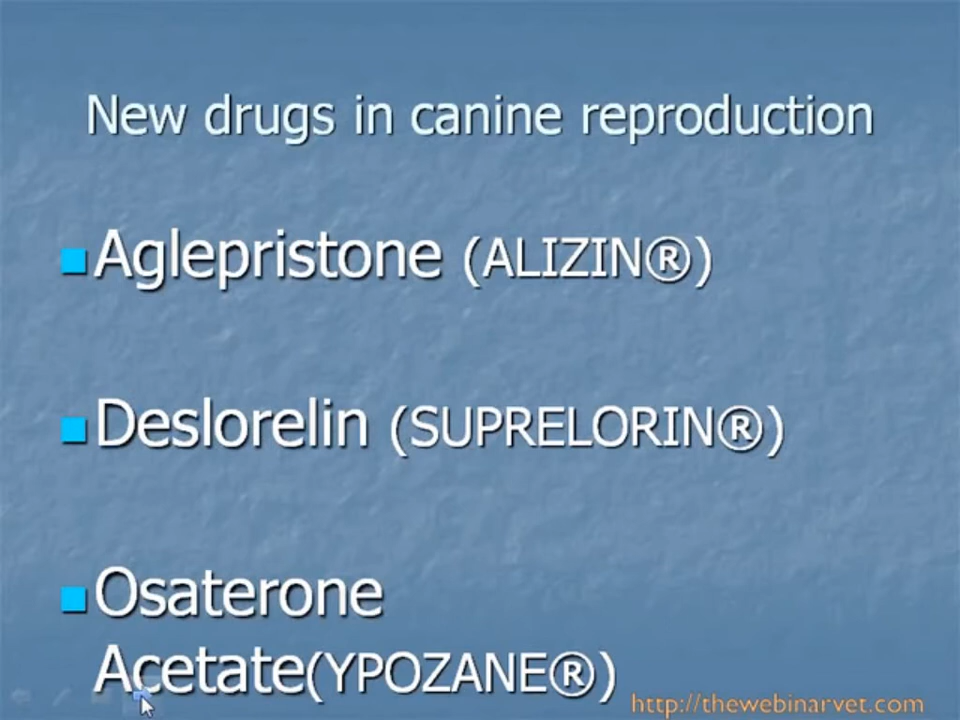 New drugs in canine reproduction
Aglepristone (ALIZIN®)
Deslorelin (SUPRELORIN®)
Osaterone
Acetate(YPOZANE®)
http://thewebinarvet.com